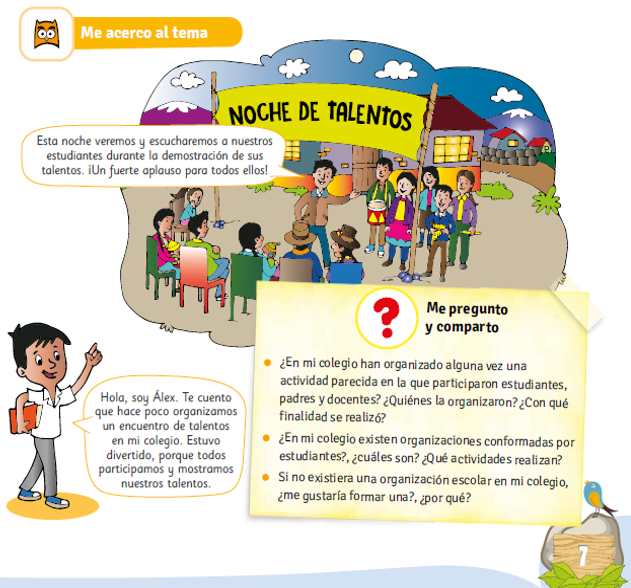 Me acerco al tema
NOCHE DE TALENTOS
Esta noche veremos y escucharemos a nuestros
estudiantes durante la demostración de sus
talentos. ¡Un fuerte aplauso para todos ellos!
Hola, soy Álex. Te cuento
que hace poco organizamos
un encuentro de talentos
en mi colegio. Estuvo
divertido, porque todos
participamos y mostramos
nuestros talentos.
?
Me pregunto
y comparto
• ¿En mi colegio han organizado alguna vez una
actividad parecida en la que participaron estudiantes,
padres y docentes? ¿Quiénes la organizaron? ¿Con qué
finalidad se realizó?
• ¿En mi colegio existen organizaciones conformadas por
estudiantes?, ¿cuáles son? ¿Qué actividades realizan?
• Si no existiera una organización escolar en mi colegio,
¿me gustaría formar una?, ¿por qué?
7